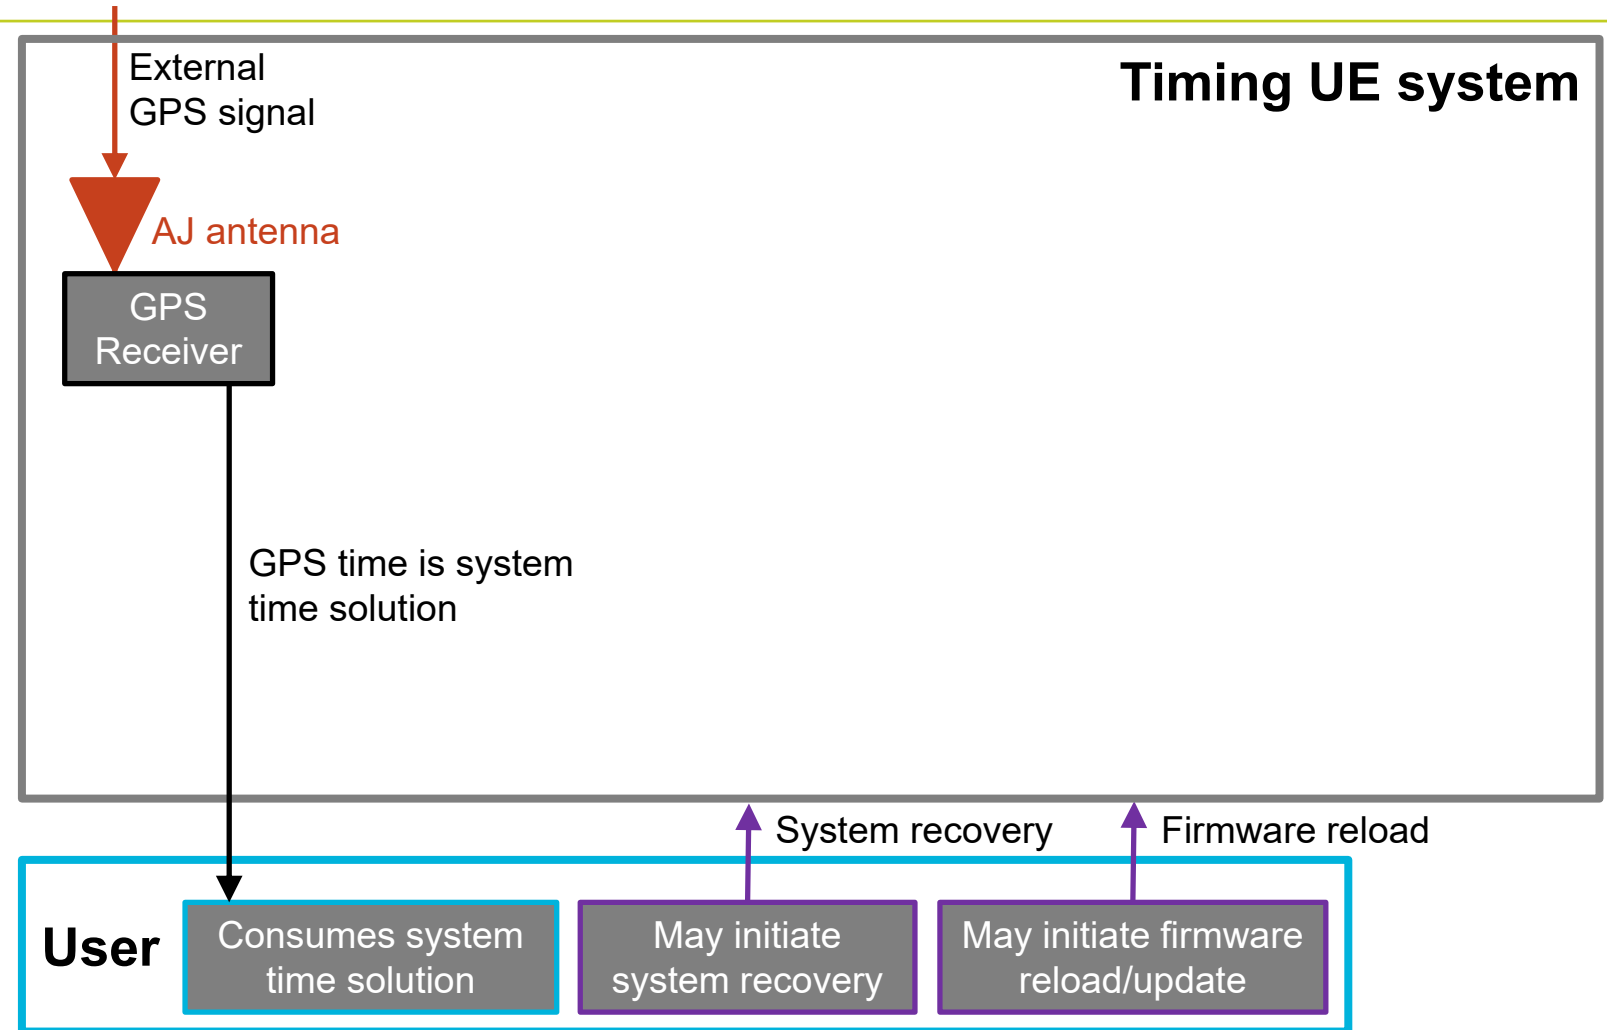 External
GPS signal
Timing UE system
AJ antenna
GPS
Receiver
GPS time is system
time solution
System recovery
Firmware reload
User
Consumes system
time solution
May initiate
system recovery
May initiate firmware
reload/update